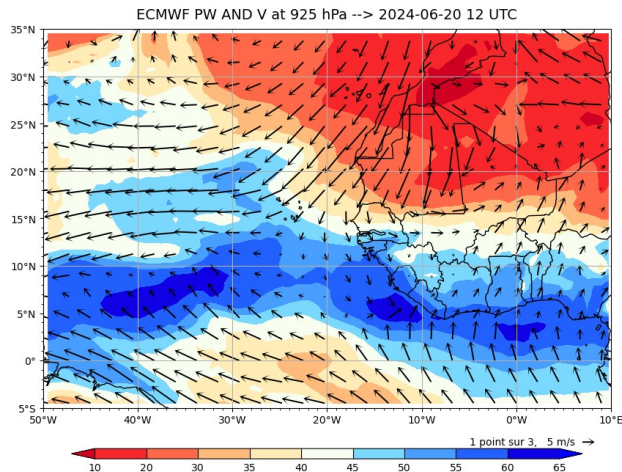 ECMWF PW AND V at 925 hPa --> 2024-06-20 12 UTC
35°N
30°N
25°N
20°N
15°N
10°N
5°N
0°
5°S
50°W 40°W 30°W 20°W 10°W 0°W 10°E
1 point sur 3, 5 m/s
10 20 30 35 40 45 50 55 60 65